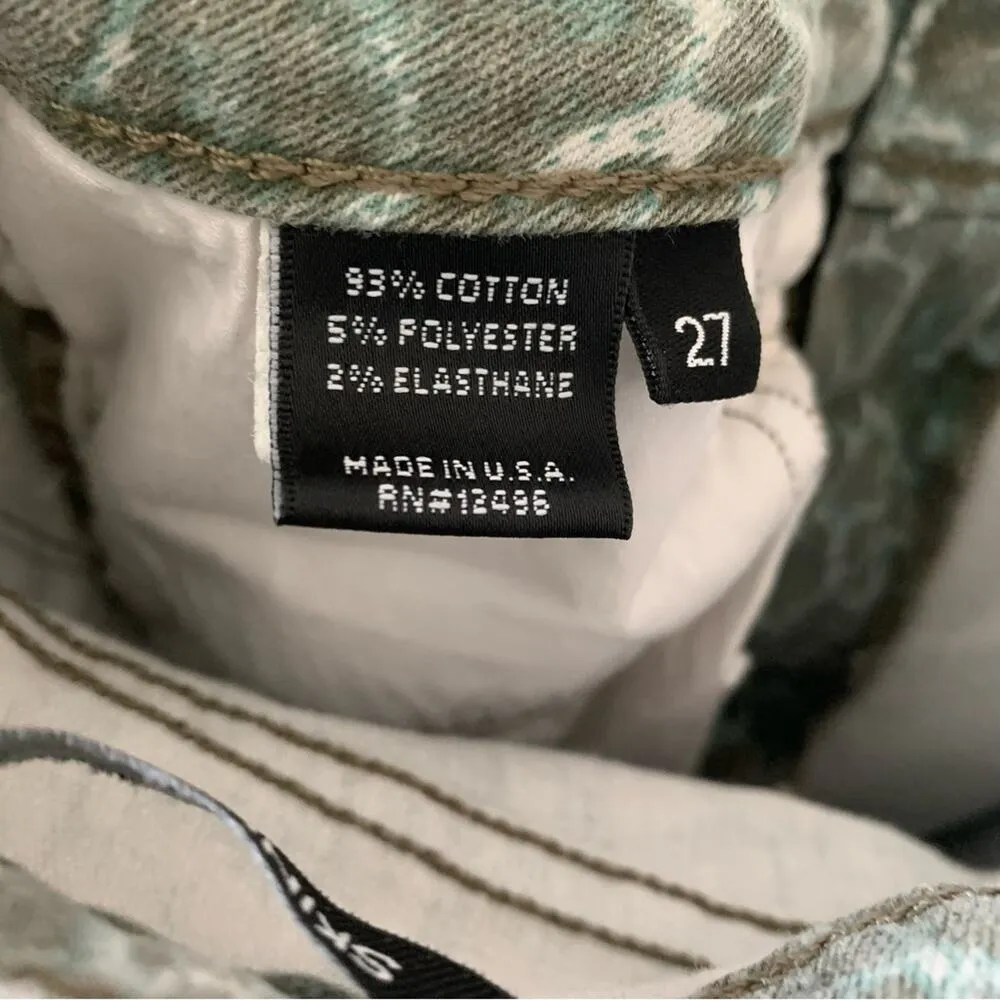 93% COTTON
5% POLYESTER
2% ELASTHANE
MADE IN U.S.A.
RN#12496
27